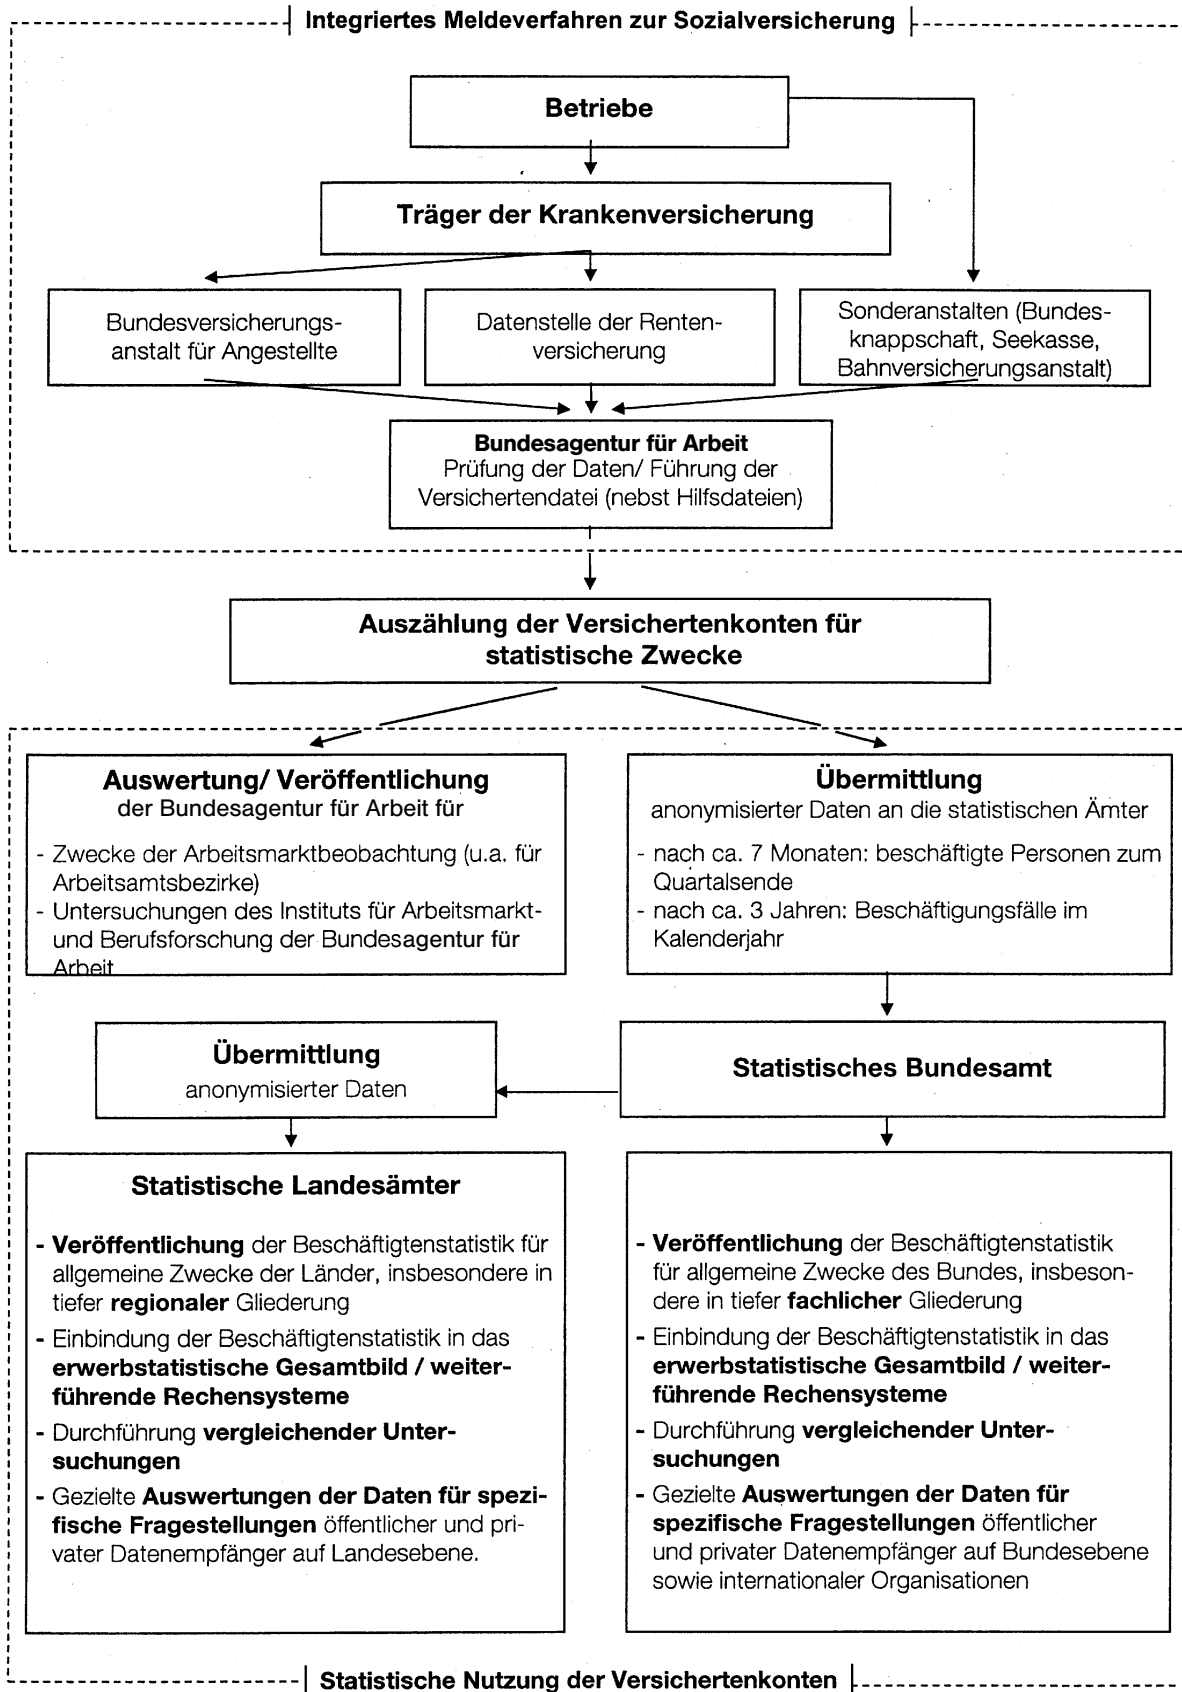 Integriertes Meldeverfahren zur Sozialversicherung
Betriebe
Träger der Krankenversicherung
Bundesversicherungs-
anstalt für Angestellte
Datenstelle der Renten-
versicherung
Sonderanstalten (Bundes-
knappschaft, Seekasse,
Bahnversicherungsanstalt)
Bundesagentur für Arbeit
Prüfung der Daten/ Führung der
Versichertendatei (nebst Hilfsdateien)
Auszählung der Versichertenkonten für
statistische Zwecke
Auswertung/ Veröffentlichung
der Bundesagentur für Arbeit für
- Zwecke der Arbeitsmarktbeobachtung (u.a. für
Arbeitsamtsbezirke)
- Untersuchungen des Instituts für Arbeitsmarkt-
und Berufsforschung der Bundesagentur für
Arbeit
Übermittlung
anonymisierter Daten an die statistischen Ämter
- nach ca. 7 Monaten: beschäftigte Personen zum
Quartalsende
- nach ca. 3 Jahren: Beschäftigungsfälle im
Kalenderjahr
Übermittlung
anonymisierter Daten
Statistisches Bundesamt
Statistische Landesämter
- Veröffentlichung der Beschäftigtenstatistik für
allgemeine Zwecke der Länder, insbesondere in
tiefer regionaler Gliederung
- Einbindung der Beschäftigtenstatistik in das
erwerbstatistische Gesamtbild / weiter-
führende Rechensysteme
- Durchführung vergleichender Unter-
suchungen
- Gezielte Auswertungen der Daten für spezi-
fische Fragestellungen öffentlicher und pri-
vater Datenempfänger auf Landesebene.
- Veröffentlichung der Beschäftigtenstatistik
für allgemeine Zwecke des Bundes, insbeson-
dere in tiefer fachlicher Gliederung
- Einbindung der Beschäftigtenstatistik in das
erwerbstatistische Gesamtbild / weiter-
führende Rechensysteme
- Durchführung vergleichender Unter-
suchungen
- Gezielte Auswertungen der Daten für
spezifische Fragestellungen öffentlicher
und privater Datenempfänger auf Bundesebene
sowie internationaler Organisationen
Statistische Nutzung der Versichertenkonten